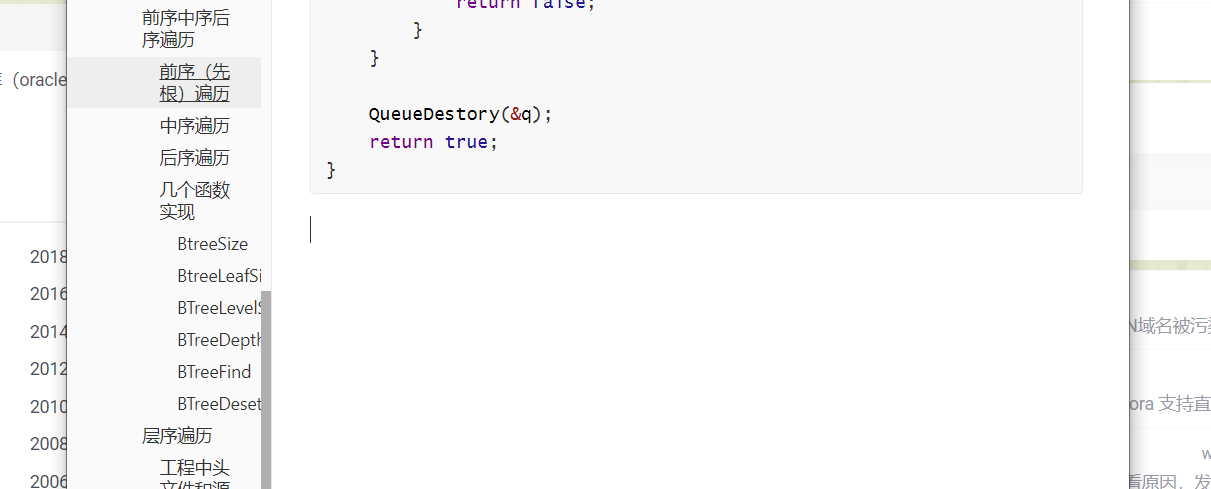 前序中序后
序遍历
前序（先
根）遍历
中序遍历
后序遍历
几个函数
实现
BtreeSize
BtreeLeafSi
BTreeLevelS
BTreeDepth
BTreeFind
BTreeDeset
层序遍历
工程中头
文件和源
（oracle
2018
2016
2014
2012
2010
2008
2006
return false;
}
}
QueueDestory(&q);
return true;
}
N域名被污染
ora 支持直
w
看原因，发